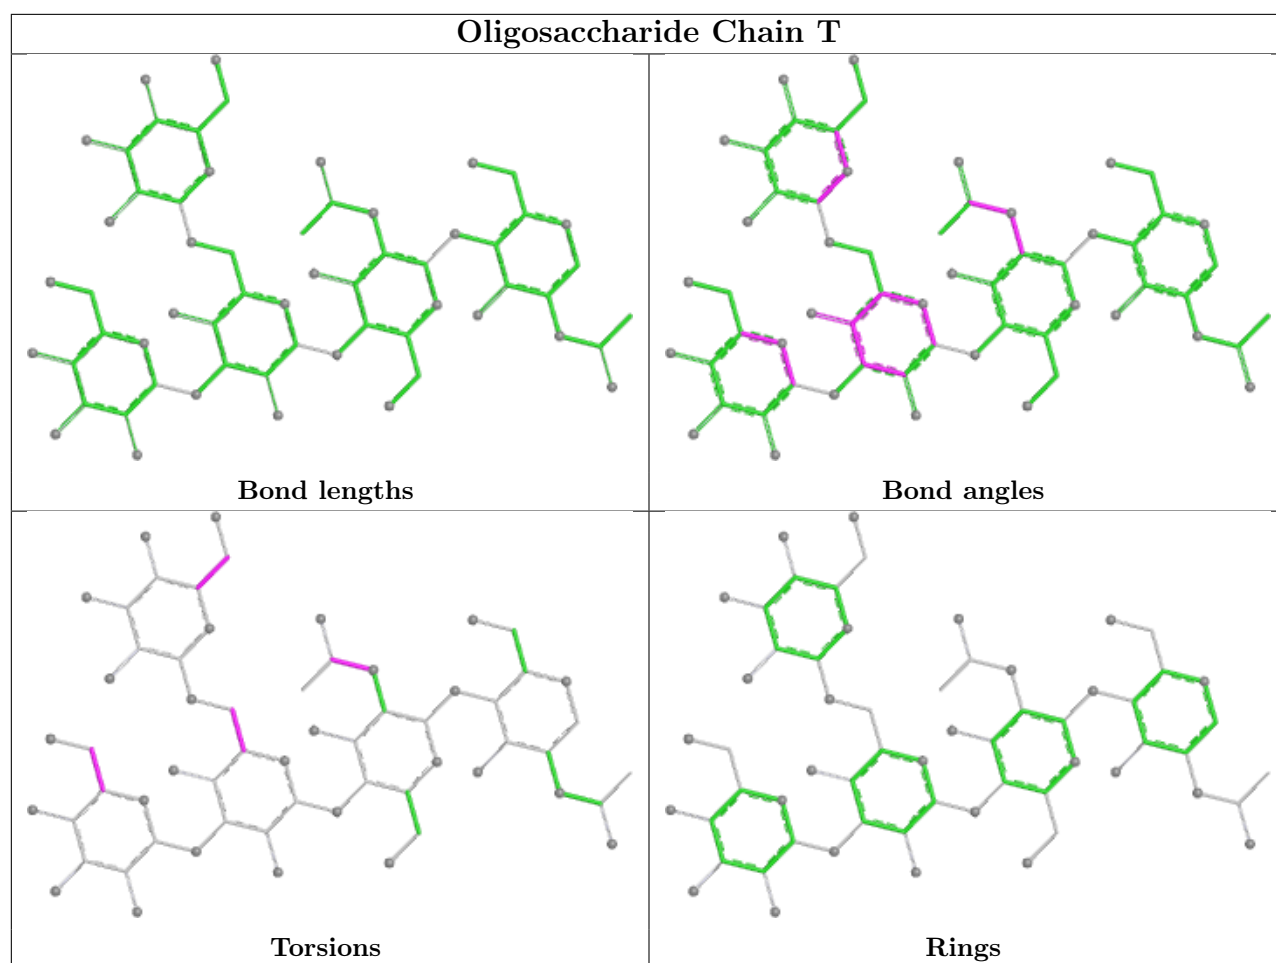 Oligosaccharide Chain T
Bond lengths
Bond angles
Torsions
Rings